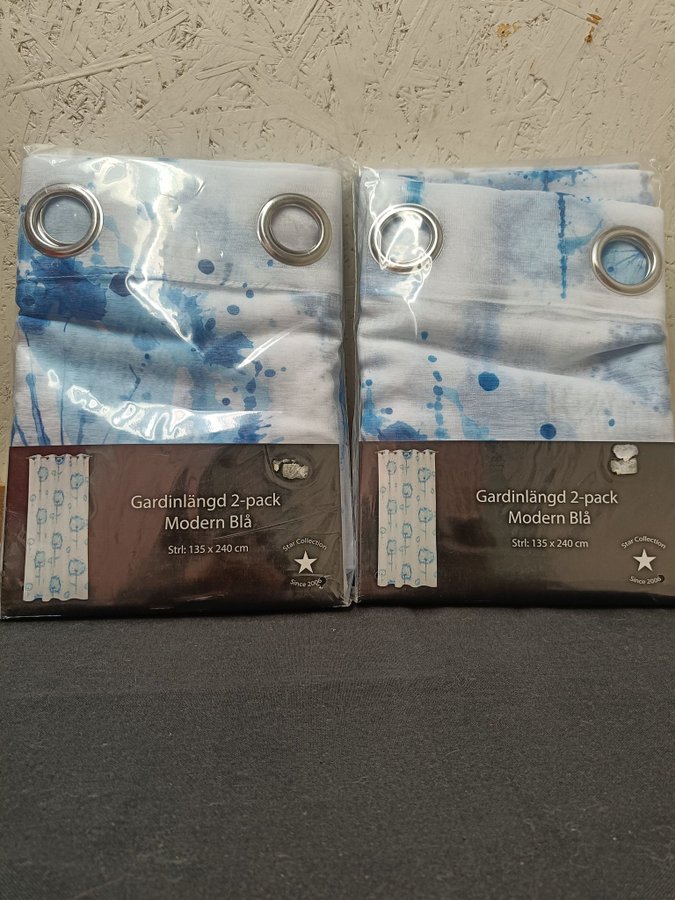 Gardinlängd 2-pack
Modern Blå
Strl: 135 x 240 cm
Star Collection
Since 2006
Gardinlängd 2-pack
Modern Blå
Strl: 135 x 240 cm
Star Collection
Since 2006